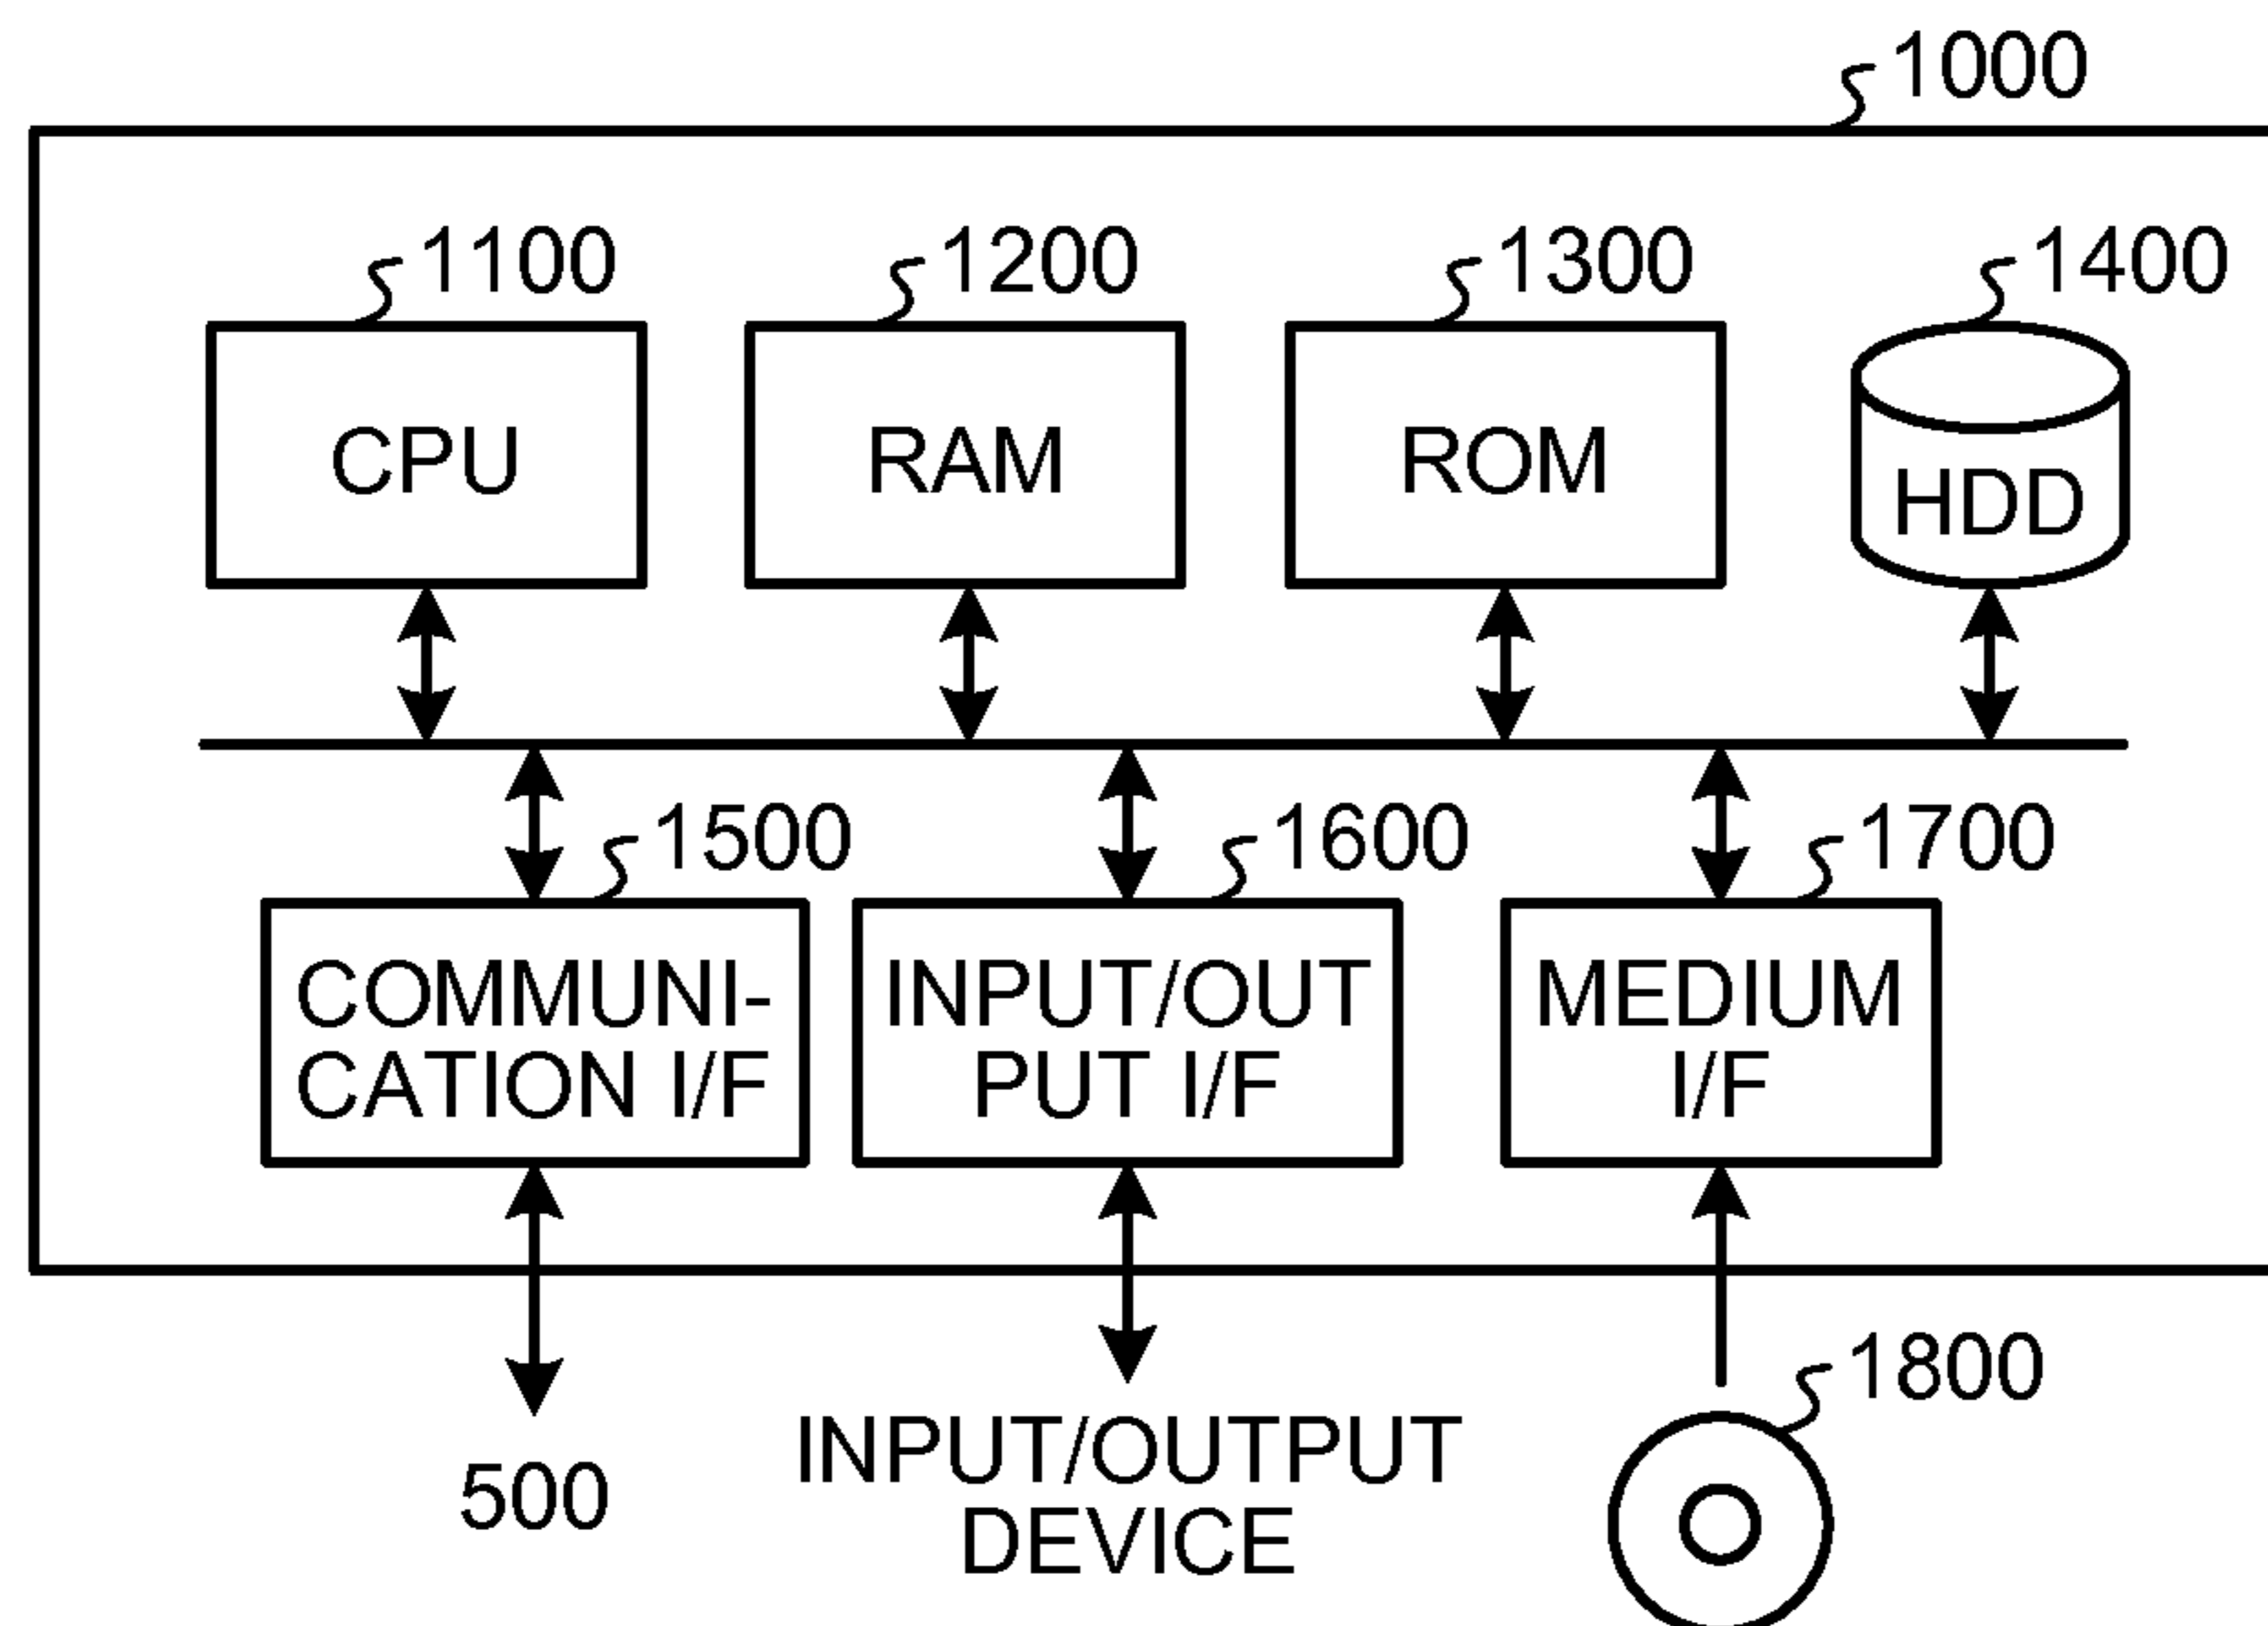 1000
1100
1200
1300
1400
CPU
RAM
ROM
HDD
1500
1600
1700
COMMUNI-
CATION I/F
INPUT/OUT
PUT I/F
MEDIUM
I/F
1800
500
INPUT/OUTPUT
DEVICE